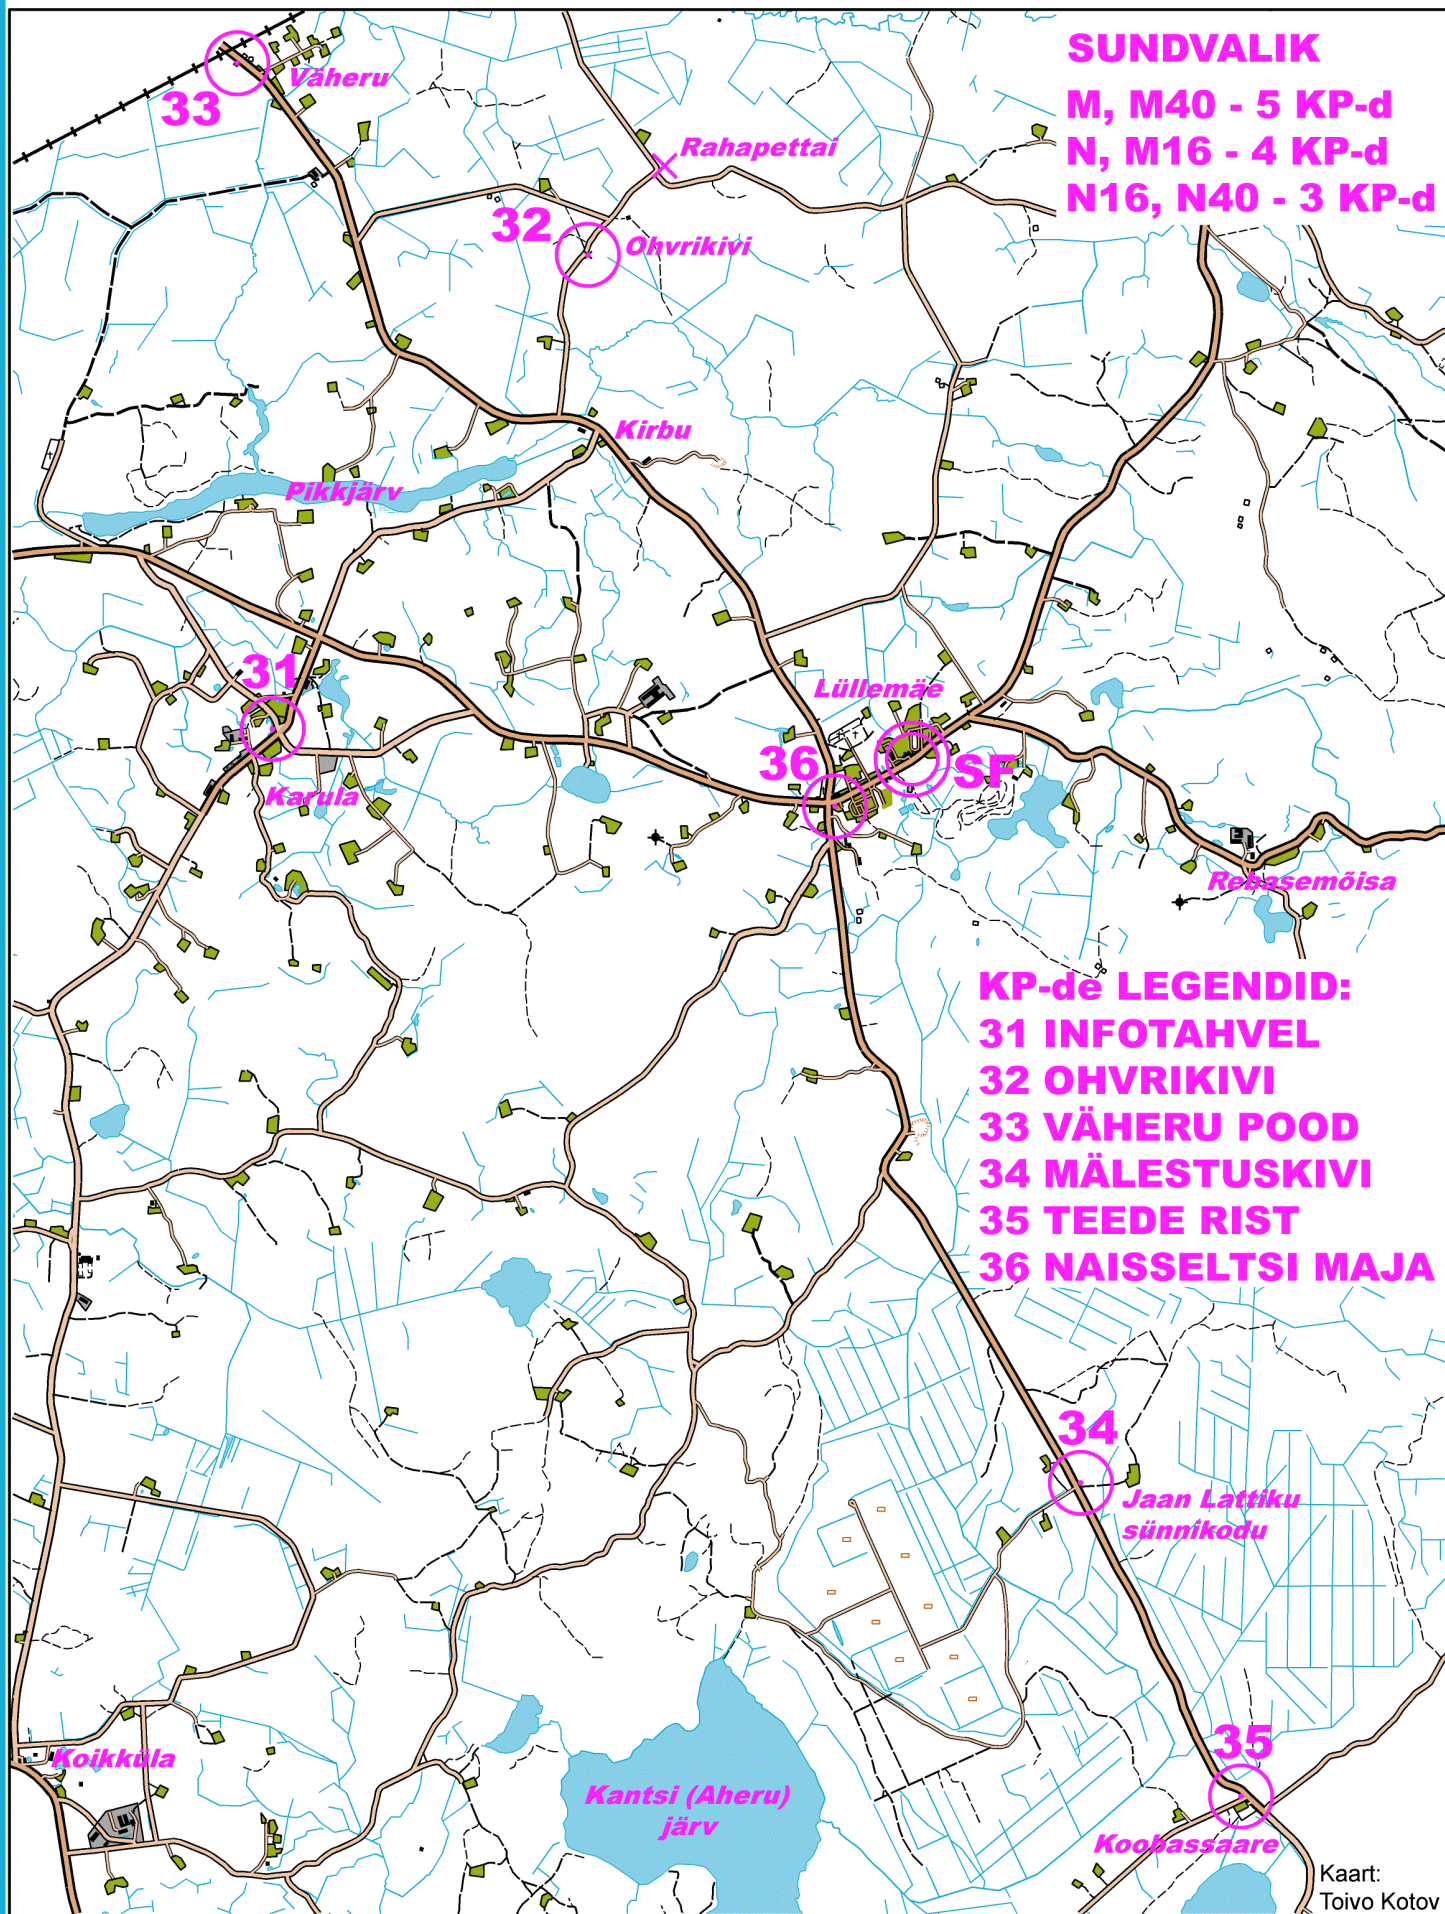 SUNDVALIK
M, M40 - 5 KP-d
N, M16 - 4 KP-d
N16, N40 - 3 KP-d
33
Väheru
Rahapettai
32
Ohvrikivi
Kirbu
Pikkjärv
31
Karula
Lüllemäe
36
SF
Rebasemõisa
KP-de LEGENDID:
31 INFOTAHVEL
32 OHVRIKIVI
33 VÄHERU POOD
34 MÄLESTUSKIVI
35 TEEDE RIST
36 NAISSELTSI MAJA
34
Jaan Lattiku
sünnikodu
35
Koobassaare
Koikküla
Kantsi (Aheru)
järv
Kaart:
Toivo Kotov